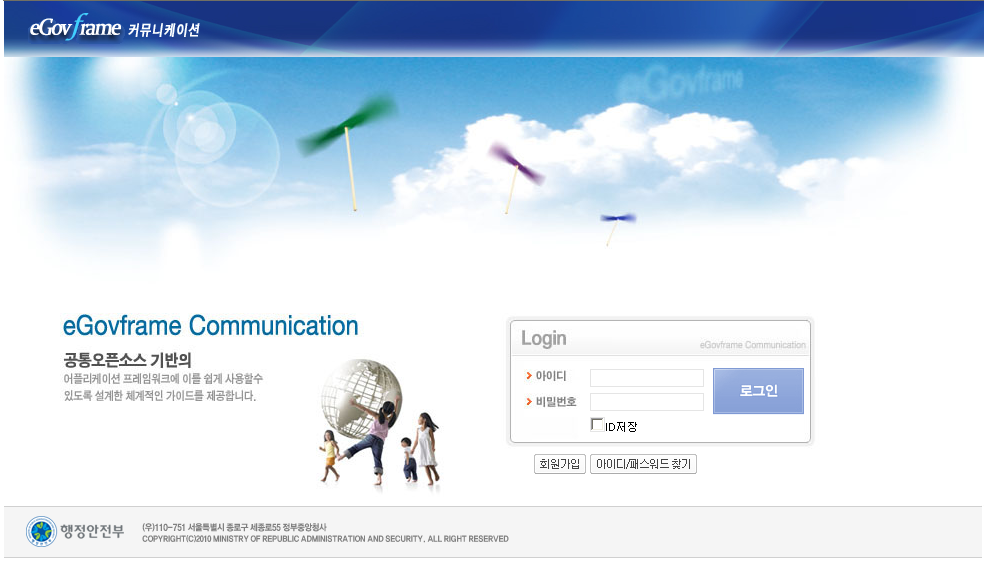 eGovframe 커뮤니케이션
eGovframe
eGovframe Communication
공통오픈소스 기반의
어플리케이션 프레임워크에 이를 쉽게 사용할수
있도록 설계한 체계적인 가이드를 제공합니다.
Login
eGovframe Communication
아이디
비밀번호
로그인
ID저장
회원가입
아이디/패스워드 찾기
행정안전부
(우)110-751 서울특별시 종로구 세종로55 정부중앙청사
COPYRIGHT(C)2010 MINISTRY OF REPUBLIC ADMINISTRATION AND SECURITY. ALL RIGHT RESERVED